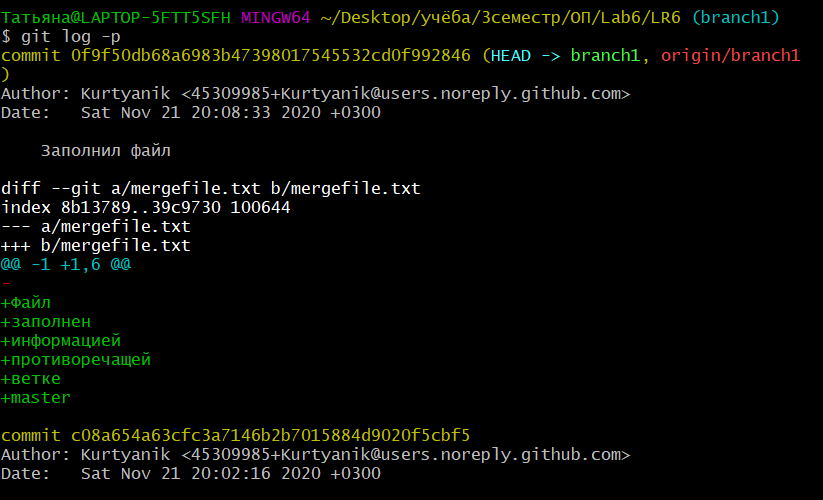 Татьяна@LAPTOP-5FTT5SFH MINGW64 ~/Desktop/учёба/3семестр/ОП/Lab6/LR6 (branch1)
$ git log -p
commit 0f9f50db68a6983b47398017545532cd0f992846 (HEAD -> branch1, origin/branch1
)
Author: Kurtyanik <45309985+Kurtyanik@users.noreply.github.com>
Date:   Sat Nov 21 20:08:33 2020 +0300

    Заполнил файл

diff --git a/mergefile.txt b/mergefile.txt
index 8b13789..39c9730 100644
--- a/mergefile.txt
+++ b/mergefile.txt
@@ -1 +1,6 @@
-
+Файл
+заполнен
+информацией
+противоречащей
+ветке
+master

commit c08a654a63cfc3a7146b2b7015884d9020f5cbf5
Author: Kurtyanik <45309985+Kurtyanik@users.noreply.github.com>
Date:   Sat Nov 21 20:02:16 2020 +0300